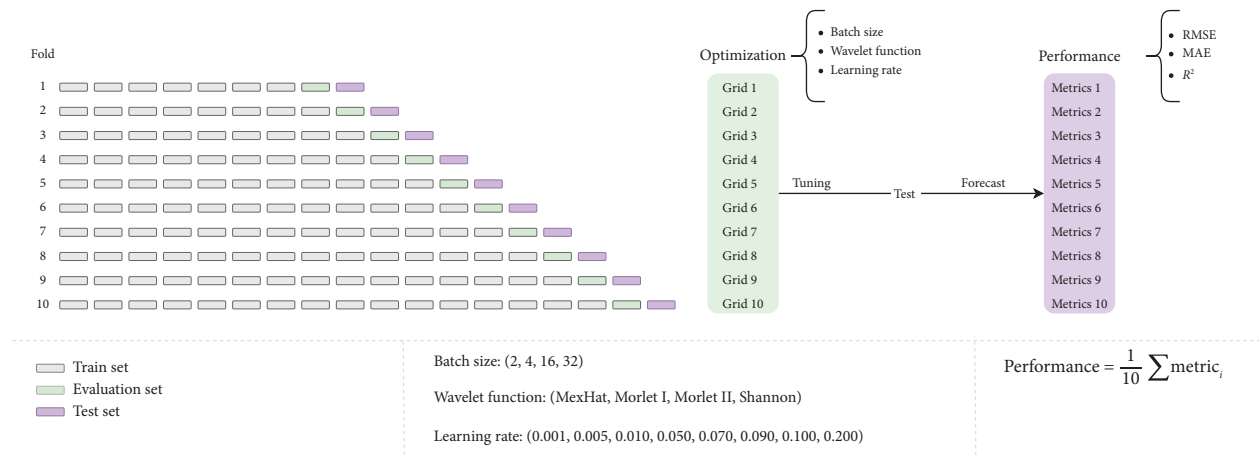 Fold
1
2
3
4
5
6
7
8
9
10
Optimization
• Batch size
• Wavelet function
• Learning rate
Grid 1
Grid 2
Grid 3
Grid 4
Grid 5
Grid 6
Grid 7
Grid 8
Grid 9
Grid 10
Tuning
Test
Forecast
Performance
• RMSE
• MAE
• R²
Metrics 1
Metrics 2
Metrics 3
Metrics 4
Metrics 5
Metrics 6
Metrics 7
Metrics 8
Metrics 9
Metrics 10
Train set
Evaluation set
Test set
Batch size: (2, 4, 16, 32)
Wavelet function: (MexHat, Morlet I, Morlet II, Shannon)
Learning rate: (0.001, 0.005, 0.010, 0.050, 0.070, 0.090, 0.100, 0.200)
Performance = 1/10 ∑ metric_i